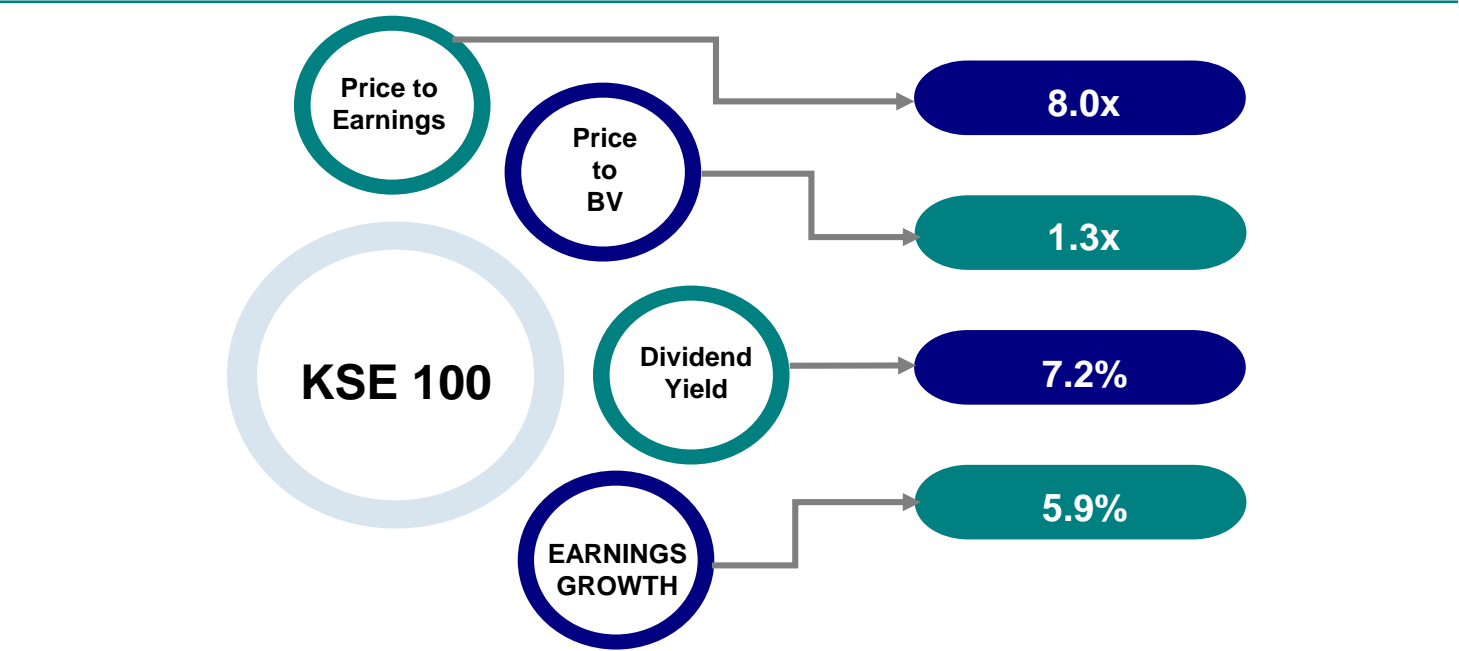 Price to
Earnings
8.0x
Price
to
BV
1.3x
KSE 100
Dividend
Yield
7.2%
EARNINGS
GROWTH
5.9%